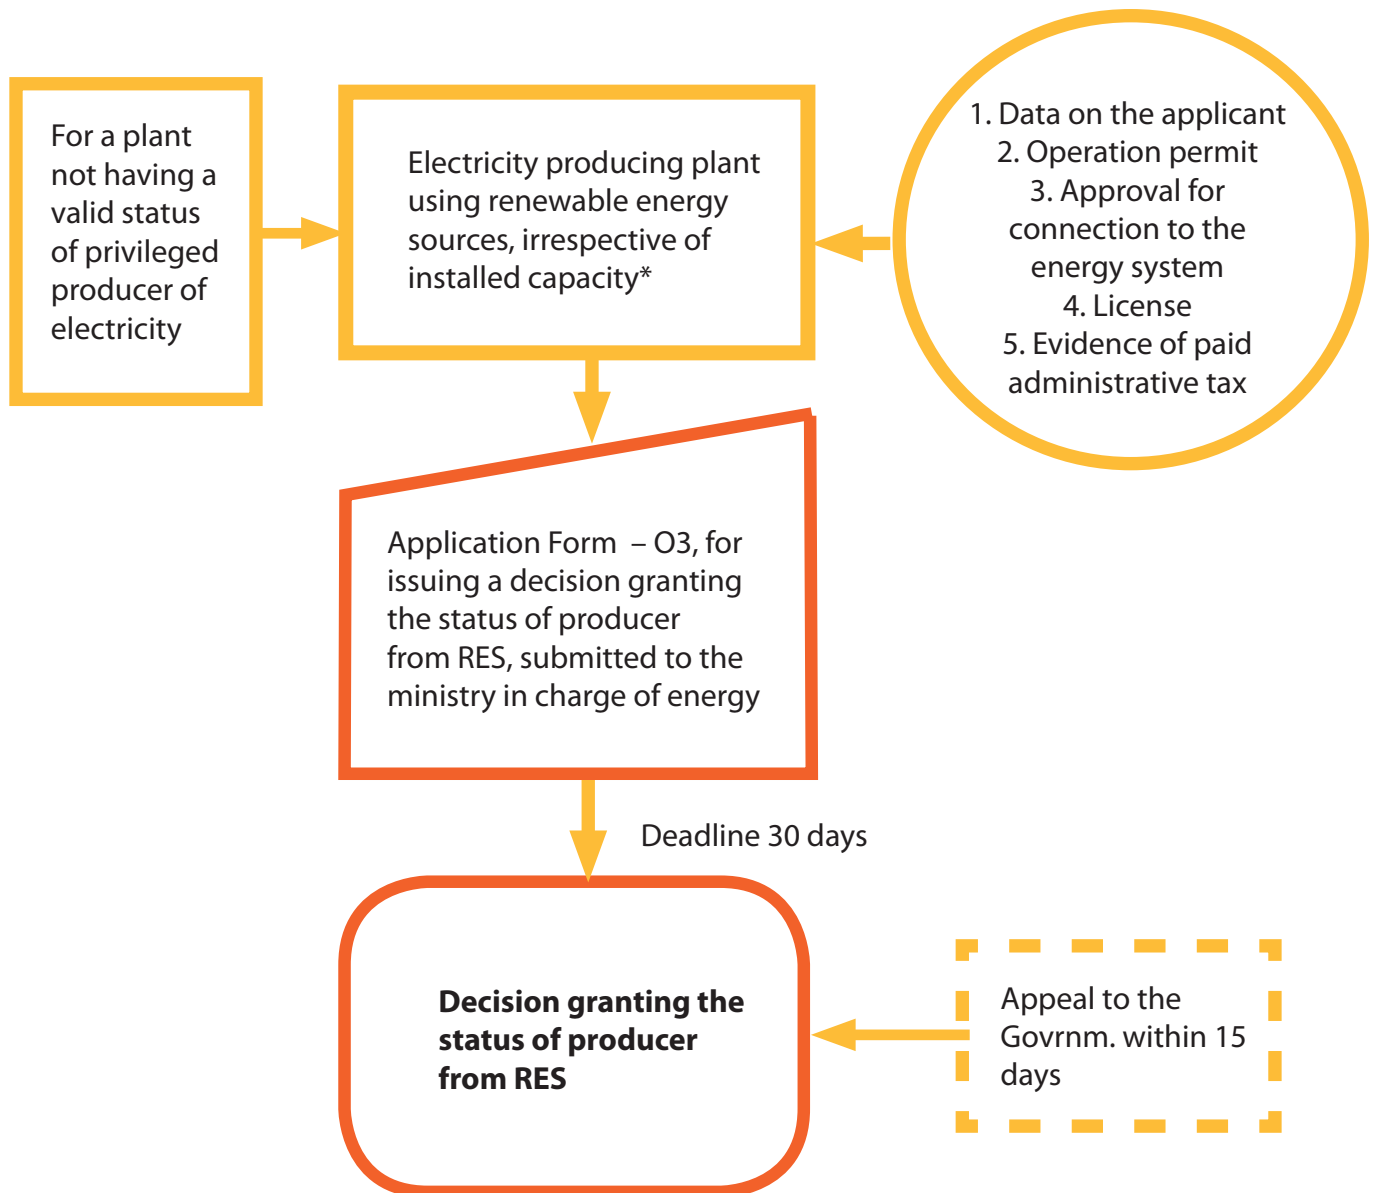 For a plant
not having a
valid status
of privileged
producer of
electricity
Electricity producing plant
using renewable energy
sources, irrespective of
installed capacity*
1. Data on the applicant
2. Operation permit
3. Approval for
connection to the
energy system
4. License
5. Evidence of paid
administrative tax
Application Form – O3, for
issuing a decision granting
the status of producer
from RES, submitted to the
ministry in charge of energy
Deadline 30 days
Decision granting the
status of producer
from RES
Appeal to the
Govrnm. within 15
days